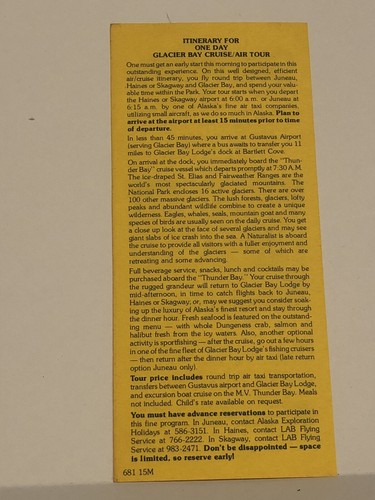 ITINERARY FOR
ONE DAY
GLACIER BAY CRUISE/AIR TOUR
One must get an early start this morning to participate in this
outstanding experience. On this well designed, efficient
air/cruise itinerary, you fly round trip between Juneau,
Haines or Skagway and Glacier Bay, and spend your valu-
able time within the Park. Your tour starts when you depart
the Haines or Skagway airport at 6:00 a.m. or Juneau at
6:15 a.m. by one of Alaska's fine air taxi companies,
utilizing small aircraft, as we do so much in Alaska. Plan to
arrive at the airport at least 15 minutes prior to time
of departure.
In less than 45 minutes, you arrive at Gustavus Airport
(serving Glacier Bay) where a bus awaits to transfer you 11
miles to Glacier Bay Lodge's dock at Bartlett Cove.
On arrival at the dock, you immediately board the "Thun-
der Bay" cruise vessel which departs promptly at 7:30 A.M.
The ice-draped St. Elias and Fairweather Ranges are the
world's most spectacularly glaciated mountains. The
National Park encloses 16 active glaciers. There are over
100 other massive glaciers. The lush forests, glaciers, lofty
peaks and abundant wildlife combine to create a unique
wilderness. Eagles, whales, seals, mountain goat and many
species of birds are usually seen on the daily cruise. You get
a close up look at the face of several glaciers and may see
giant slabs of ice crash into the sea. A Naturalist is aboard
the cruise to provide all visitors with a fuller enjoyment and
understanding of the glaciers — some of which are
retreating and some advancing.
Full beverage service, snacks, lunch and cocktails may be
purchased aboard the "Thunder Bay." Your cruise through
the rugged grandeur will return to Glacier Bay Lodge by
mid-afternoon, in time to catch flights back to Juneau,
Haines or Skagway; or, may we suggest you consider soak-
ing up the luxury of Alaska's finest resort and stay through
the dinner hour. Fresh seafood is featured on the outstand-
ing menu — with whole Dungeness crab, salmon and
halibut fresh from the icy waters. Also, another optional
activity is sportfishing — after the cruise, go out a few hours
in one of the fine fleet of Glacier Bay Lodge's fishing cruisers
— then return after the dinner hour by air taxi (late return
option Juneau only).
Tour price includes round trip air taxi transportation,
transfers between Gustavus airport and Glacier Bay Lodge,
and excursion boat cruise on the M.V. Thunder Bay. Meals
not included. Child's rate available on request.
You must have advance reservations to participate in
this fine program. In Juneau, contact Alaska Exploration
Holidays at 586-3151. In Haines, contact LAB Flying
Service at 766-2222. In Skagway, contact LAB Flying
Service at 983-2471. Don't be disappointed — space
is limited, so reserve early!
681 15M